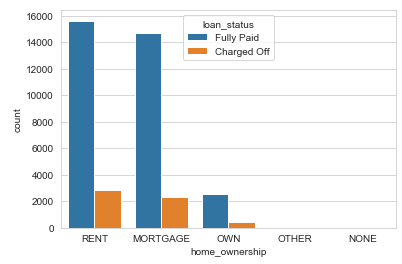 loan_status
Fully Paid
Charged Off
16000
14000
12000
10000
8000
6000
4000
2000
0
count
RENT MORTGAGE OWN OTHER NONE
home_ownership